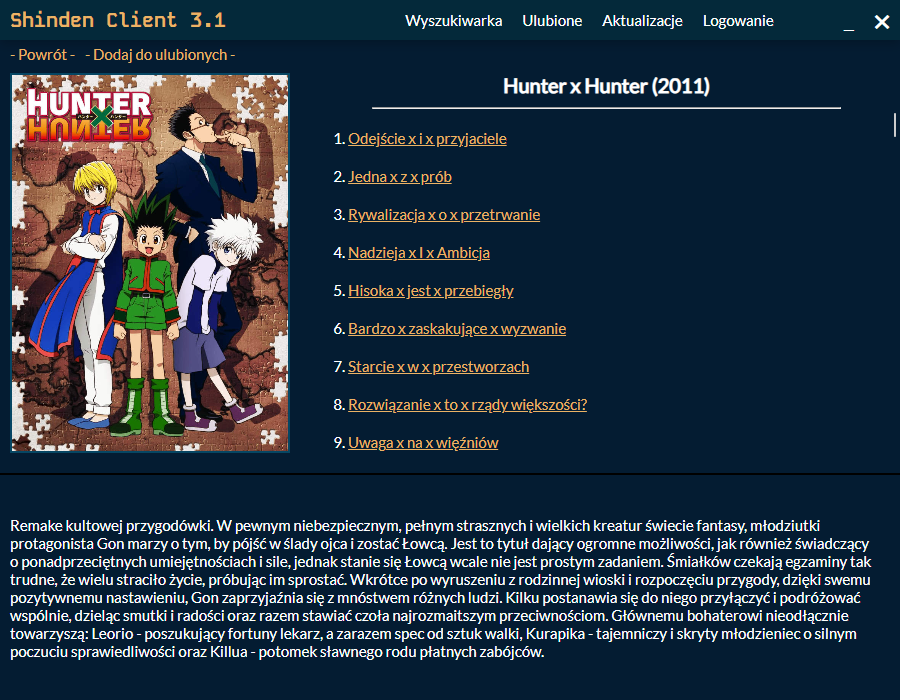 Shinden Client 3.1
Wyszukiwarka Ulubione Aktualizacje Logowanie
_ ×
- Powrót - - Dodaj do ulubionych -
HUNTER
X
HUNTER
ハンター×ハンター
Hunter x Hunter (2011)
1. Odejście x i x przyjaciele
2. Jedna x z x prób
3. Rywalizacja x o x przetrwanie
4. Nadzieja x I x Ambicja
5. Hisoka x jest x przebiegły
6. Bardzo x zaskakujące x wyzwanie
7. Starcie x w x przestworzach
8. Rozwiązanie x to x rządy większości?
9. Uwaga x na x więźniów
Remake kultowej przygodówki. W pewnym niebezpiecznym, pełnym strasznych i wielkich kreatur świecie fantasy, młodziutki
protagonista Gon marzy o tym, by pójść w ślady ojca i zostać Łowcą. Jest to tytuł dający ogromne możliwości, jak również świadczący
o ponadprzeciętnych umiejętnościach i sile, jednak stanie się Łowcą wcale nie jest prostym zadaniem. Śmiałków czekają egzaminy tak
trudne, że wielu straciło życie, próbując im sprostać. Wkrótce po wyruszeniu z rodzinnej wioski i rozpoczęciu przygody, dzięki swemu
pozytywnemu nastawieniu, Gon zaprzyjaźnia się z mnóstwem różnych ludzi. Kilku postanawia się do niego przyłączyć i podróżować
wspólnie, dzieląc smutki i radości oraz razem stawiać czoła najrozmaitszym przeciwnościom. Głównemu bohaterowi nieodłącznie
towarzyszą: Leorio - poszukujący fortuny lekarz, a zarazem spec od sztuk walki, Kurapika - tajemniczy i skryty młodzieniec o silnym
poczuciu sprawiedliwości oraz Killua - potomek sławnego rodu płatnych zabójców.